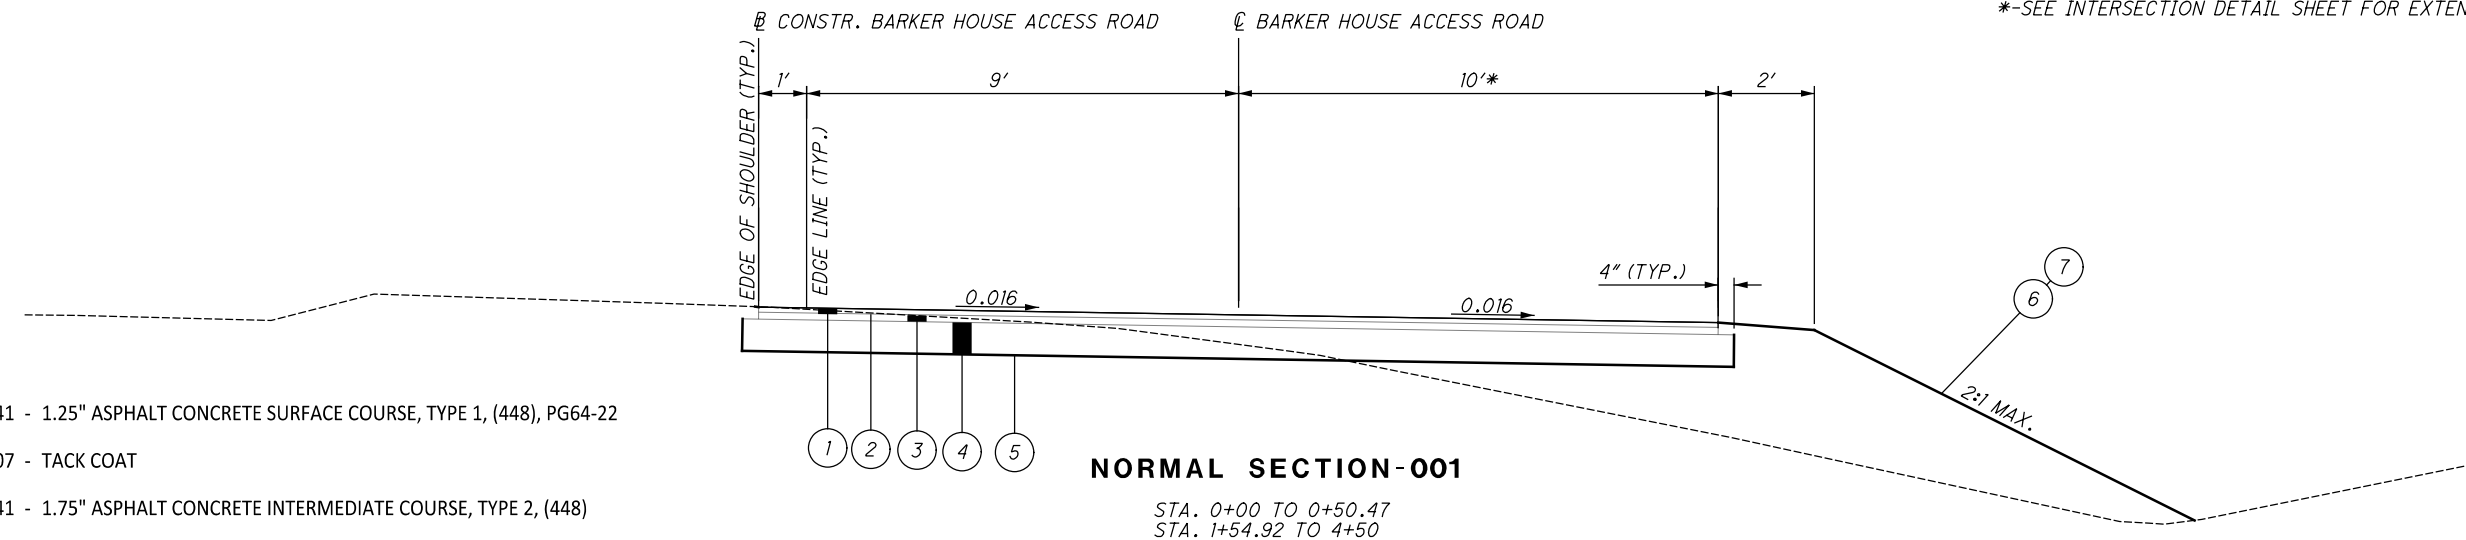 *-SEE INTERSECTION DETAIL SHEET FOR
℄ CONSTR. BARKER HOUSE ACCESS ROAD
℄ BARKER HOUSE ACCESS ROAD
EDGE OF SHOULDER (TYP.)
1'
9'
10'*
2'
EDGE LINE (TYP.)
4" (TYP.)
0.016
0.016
7
6
2:1 MAX.
41 - 1.25" ASPHALT CONCRETE SURFACE COURSE, TYPE 1, (448), PG64-22
07 - TACK COAT
41 - 1.75" ASPHALT CONCRETE INTERMEDIATE COURSE, TYPE 2, (448)
1 2 3 4 5
NORMAL SECTION-001
STA. 0+00 TO 0+50.47
STA. 1+54.92 TO 4+50